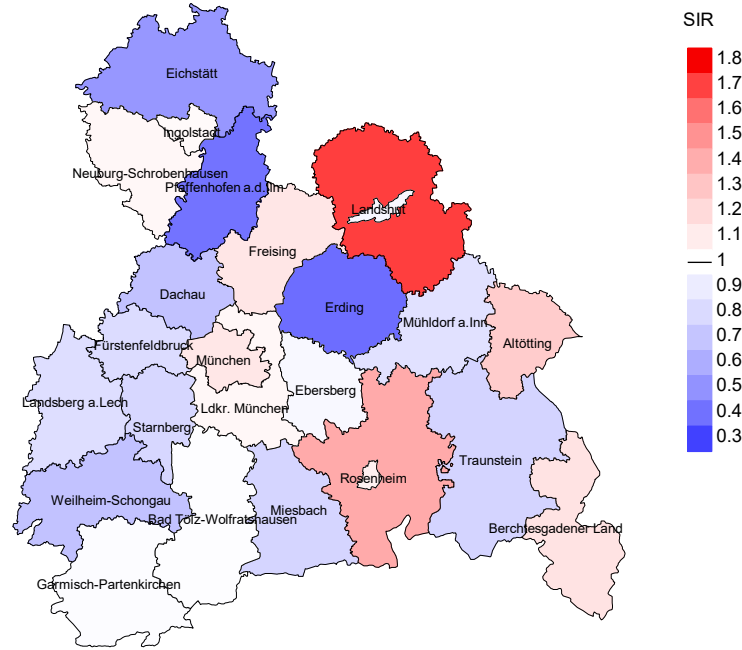 SIR
1.8
1.7
1.6
1.5
1.4
1.3
1.2
1.1
1
0.9
0.8
0.7
0.6
0.5
0.4
0.3
Eichstätt
Ingolstadt
Neuburg-Schrobenhausen
Pfaffenhofen a.d.Ilm
Landshut
Freising
Dachau
Erding
Mühldorf a.Inn
Fürstenfeldbruck
München
Altötting
Ebersberg
Landsberg a.Lech
Ldkr. München
Starnberg
Traunstein
Rosenheim
Weilheim-Schongau
Miesbach
Bad Tölz-Wolfratshausen
Berchtesgadener Land
Garmisch-Partenkirchen